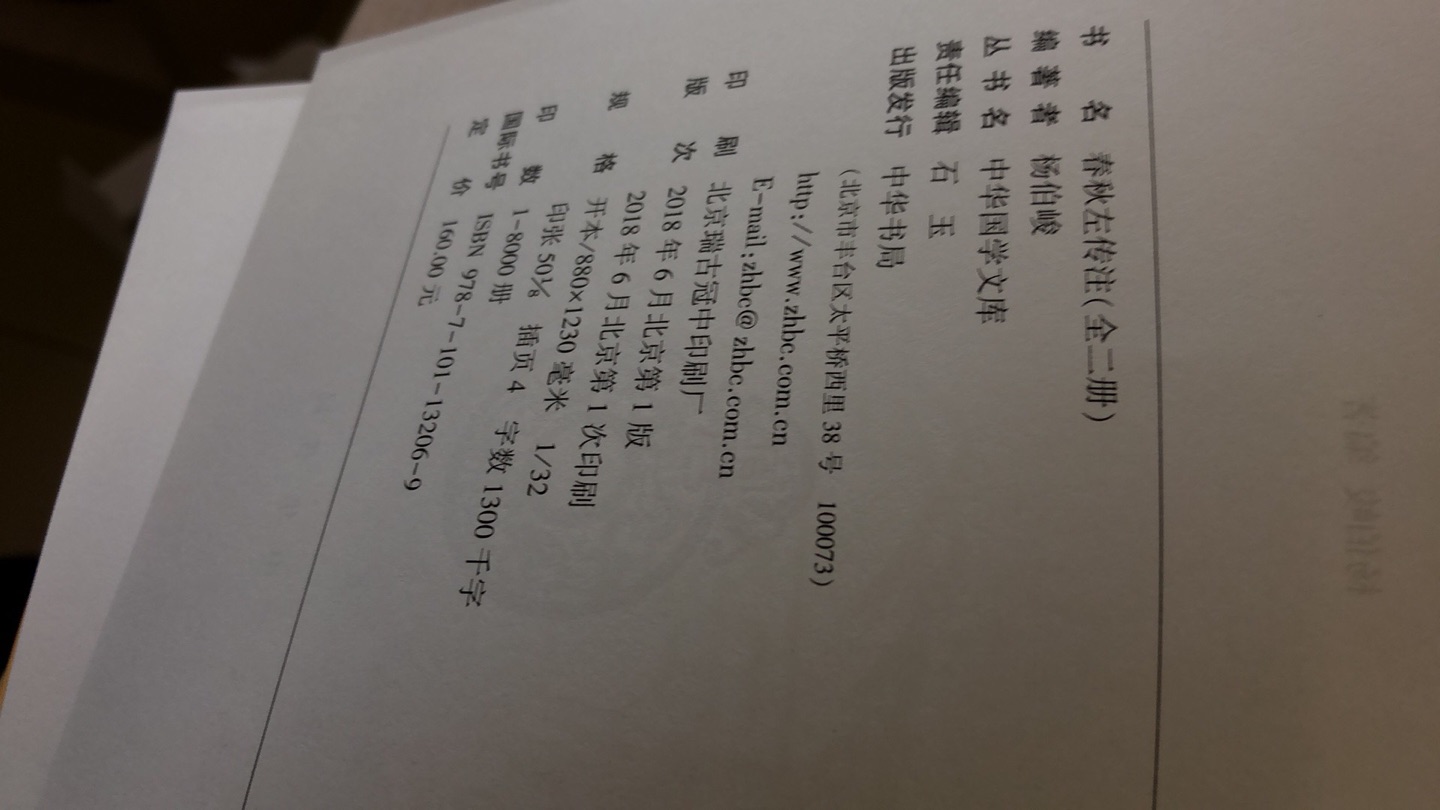 书　　名　春秋左传注（全二册）
编 著 者　杨伯峻
丛 书 名　中华国学文库
责任编辑　石　玉
出版发行　中华书局
（北京市丰台区太平桥西里 38 号　100073）
http://www.zhbc.com.cn
E-mail:zhbc@zhbc.com.cn
印　　刷　北京瑞古冠中印刷厂
版　　次　2018 年 6 月北京第 1 版
2018 年 6 月北京第 1 次印刷
规　　格　开本/880×1230 毫米　1/32
印张 50⅛　插页 4　字数 1300 千字
印　　数　1-8000 册
国际书号　ISBN 978-7-101-13206-9
定　　价　160.00 元